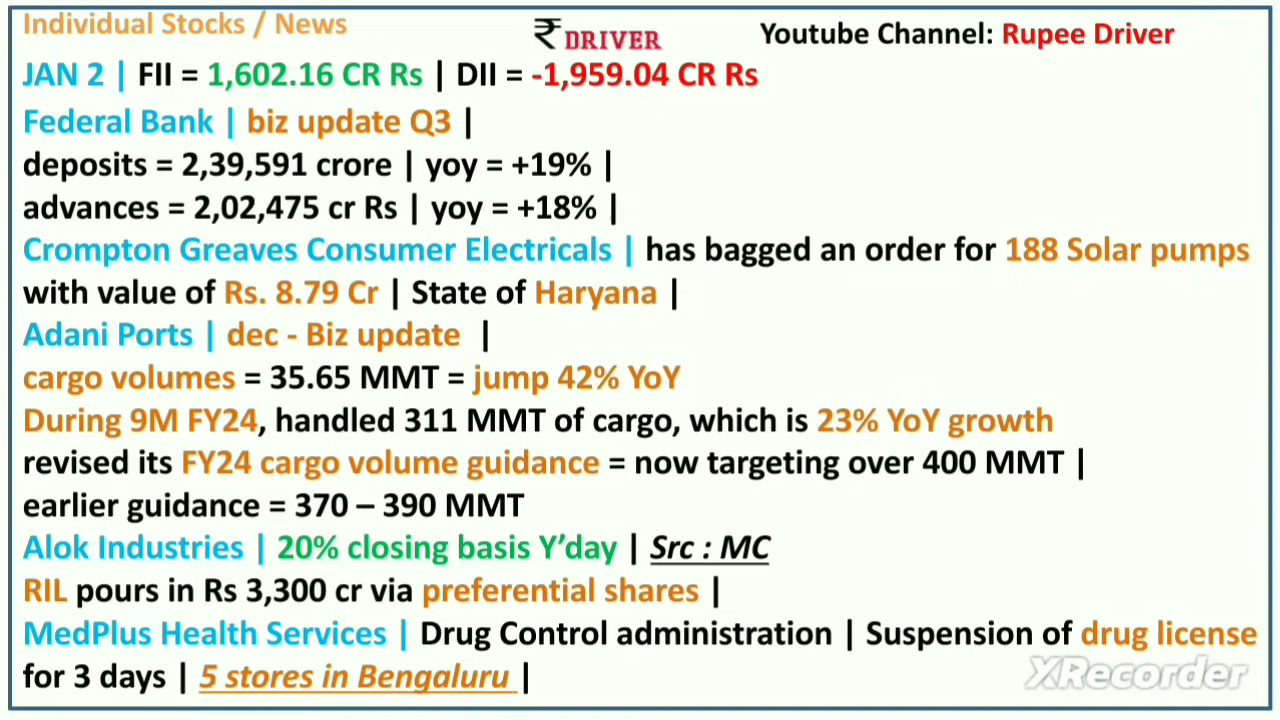 Individual Stocks / News
₹ DRIVER
Youtube Channel: Rupee Driver
JAN 2 | FII = 1,602.16 CR Rs | DII = -1,959.04 CR Rs
Federal Bank | biz update Q3 |
deposits = 2,39,591 crore | yoy = +19% |
advances = 2,02,475 cr Rs | yoy = +18% |
Crompton Greaves Consumer Electricals | has bagged an order for 188 Solar pumps
with value of Rs. 8.79 Cr | State of Haryana |
Adani Ports | dec - Biz update |
cargo volumes = 35.65 MMT = jump 42% YoY
During 9M FY24, handled 311 MMT of cargo, which is 23% YoY growth
revised its FY24 cargo volume guidance = now targeting over 400 MMT |
earlier guidance = 370 – 390 MMT
Alok Industries | 20% closing basis Y’day | Src : MC
RIL pours in Rs 3,300 cr via preferential shares |
MedPlus Health Services | Drug Control administration | Suspension of drug license
for 3 days | 5 stores in Bengaluru |
XRecorder